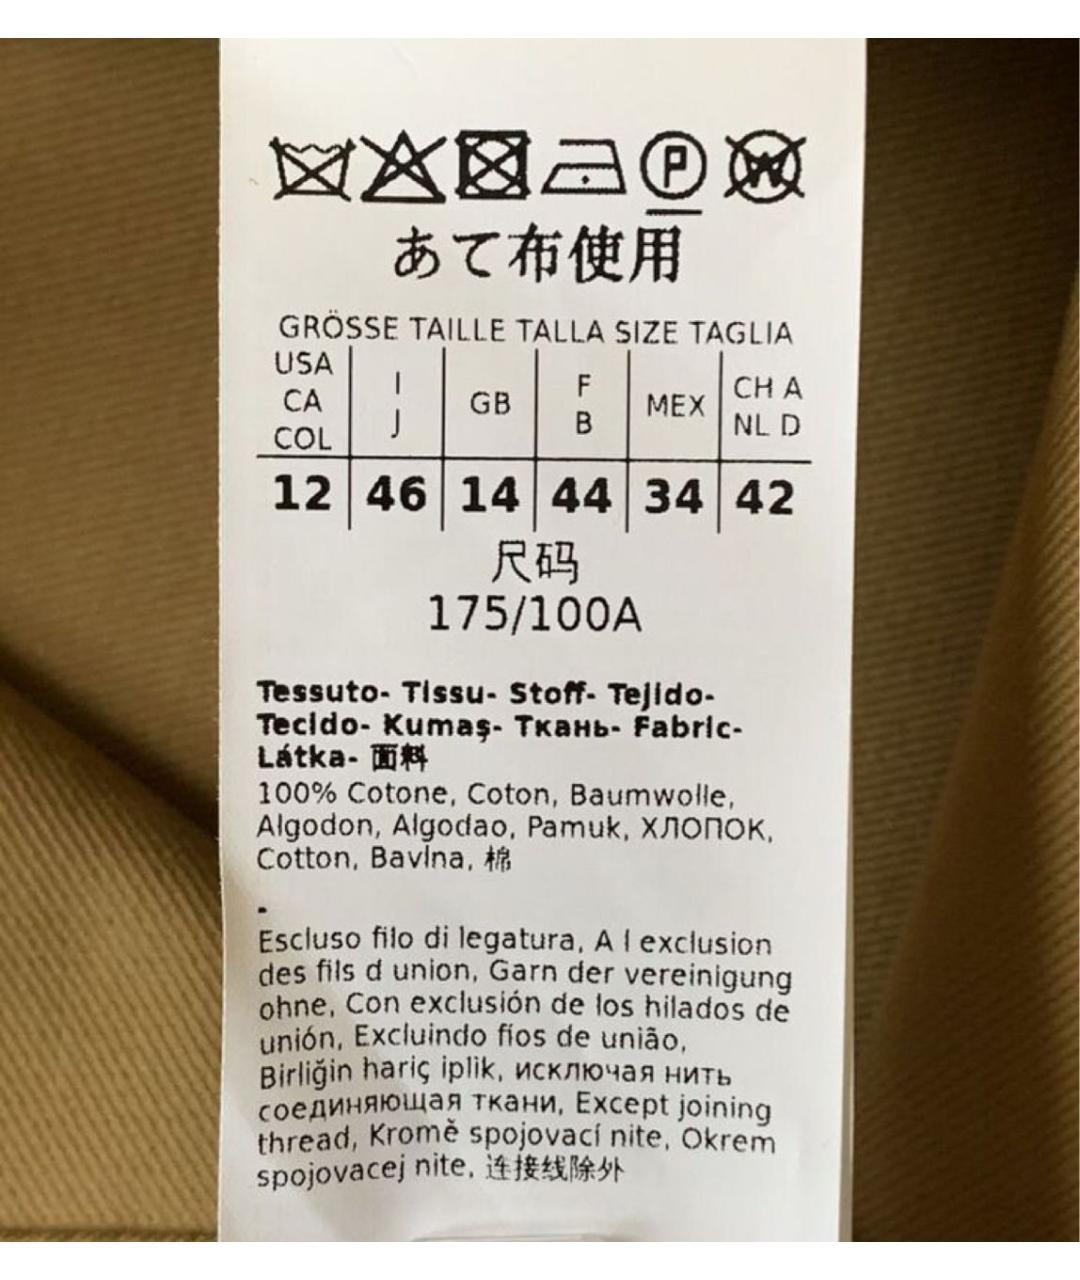 P W
あて布使用
GRÖSSE TAILLE TALLA SIZE TAGLIA
USA CA COL I J GB F B MEX CH A NL D
12 46 14 44 34 42
尺码
175/100A
Tessuto- Tissu- Stoff- Tejido-
Tecido- Kumaş- Ткань- Fabric-
Látka- 面料
100% Cotone, Coton, Baumwolle,
Algodon, Algodao, Pamuk, ХЛОПОК,
Cotton, Bavlna, 棉
-
Escluso filo di legatura, A l exclusion
des fils d union, Garn der vereinigung
ohne, Con exclusión de los hilados de
unión, Excluindo fios de união,
Birliğin hariç iplik, исключая нить
соединяющая ткани, Except joining
thread, Kromě spojovací nite, Okrem
spojovacej nite, 连接线除外